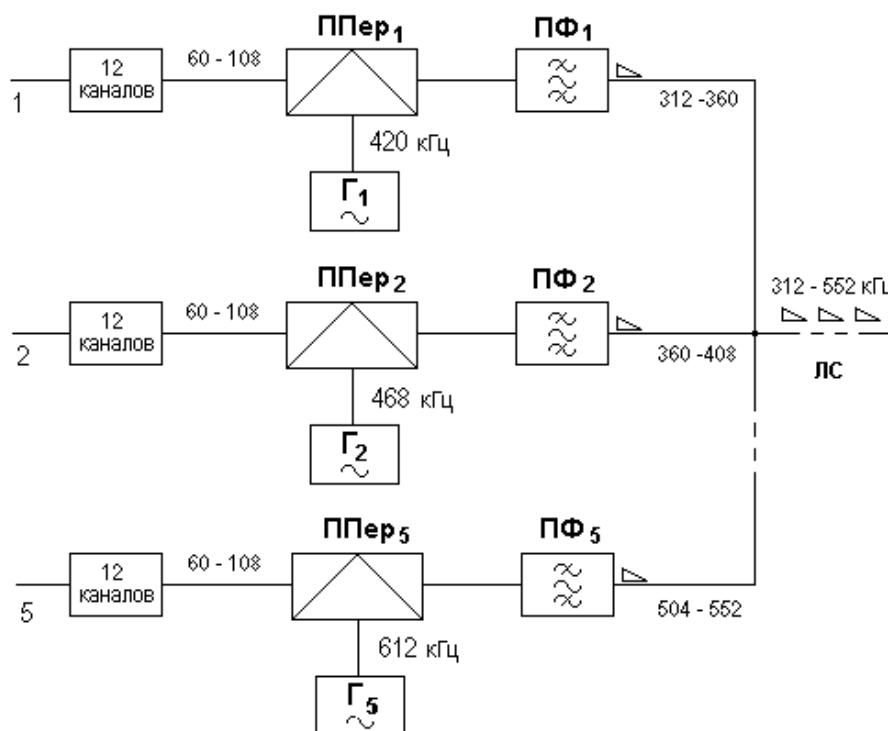 ППер1
ПФ1
12
каналов
60 - 108
312 -360
1
420 кГц
Г1
ППер2
ПФ2
12
каналов
60 - 108
312 - 552 кГц
360 -408
2
ЛС
468 кГц
Г2
ППер5
ПФ5
12
каналов
60 - 108
504 - 552
5
612 кГц
Г5